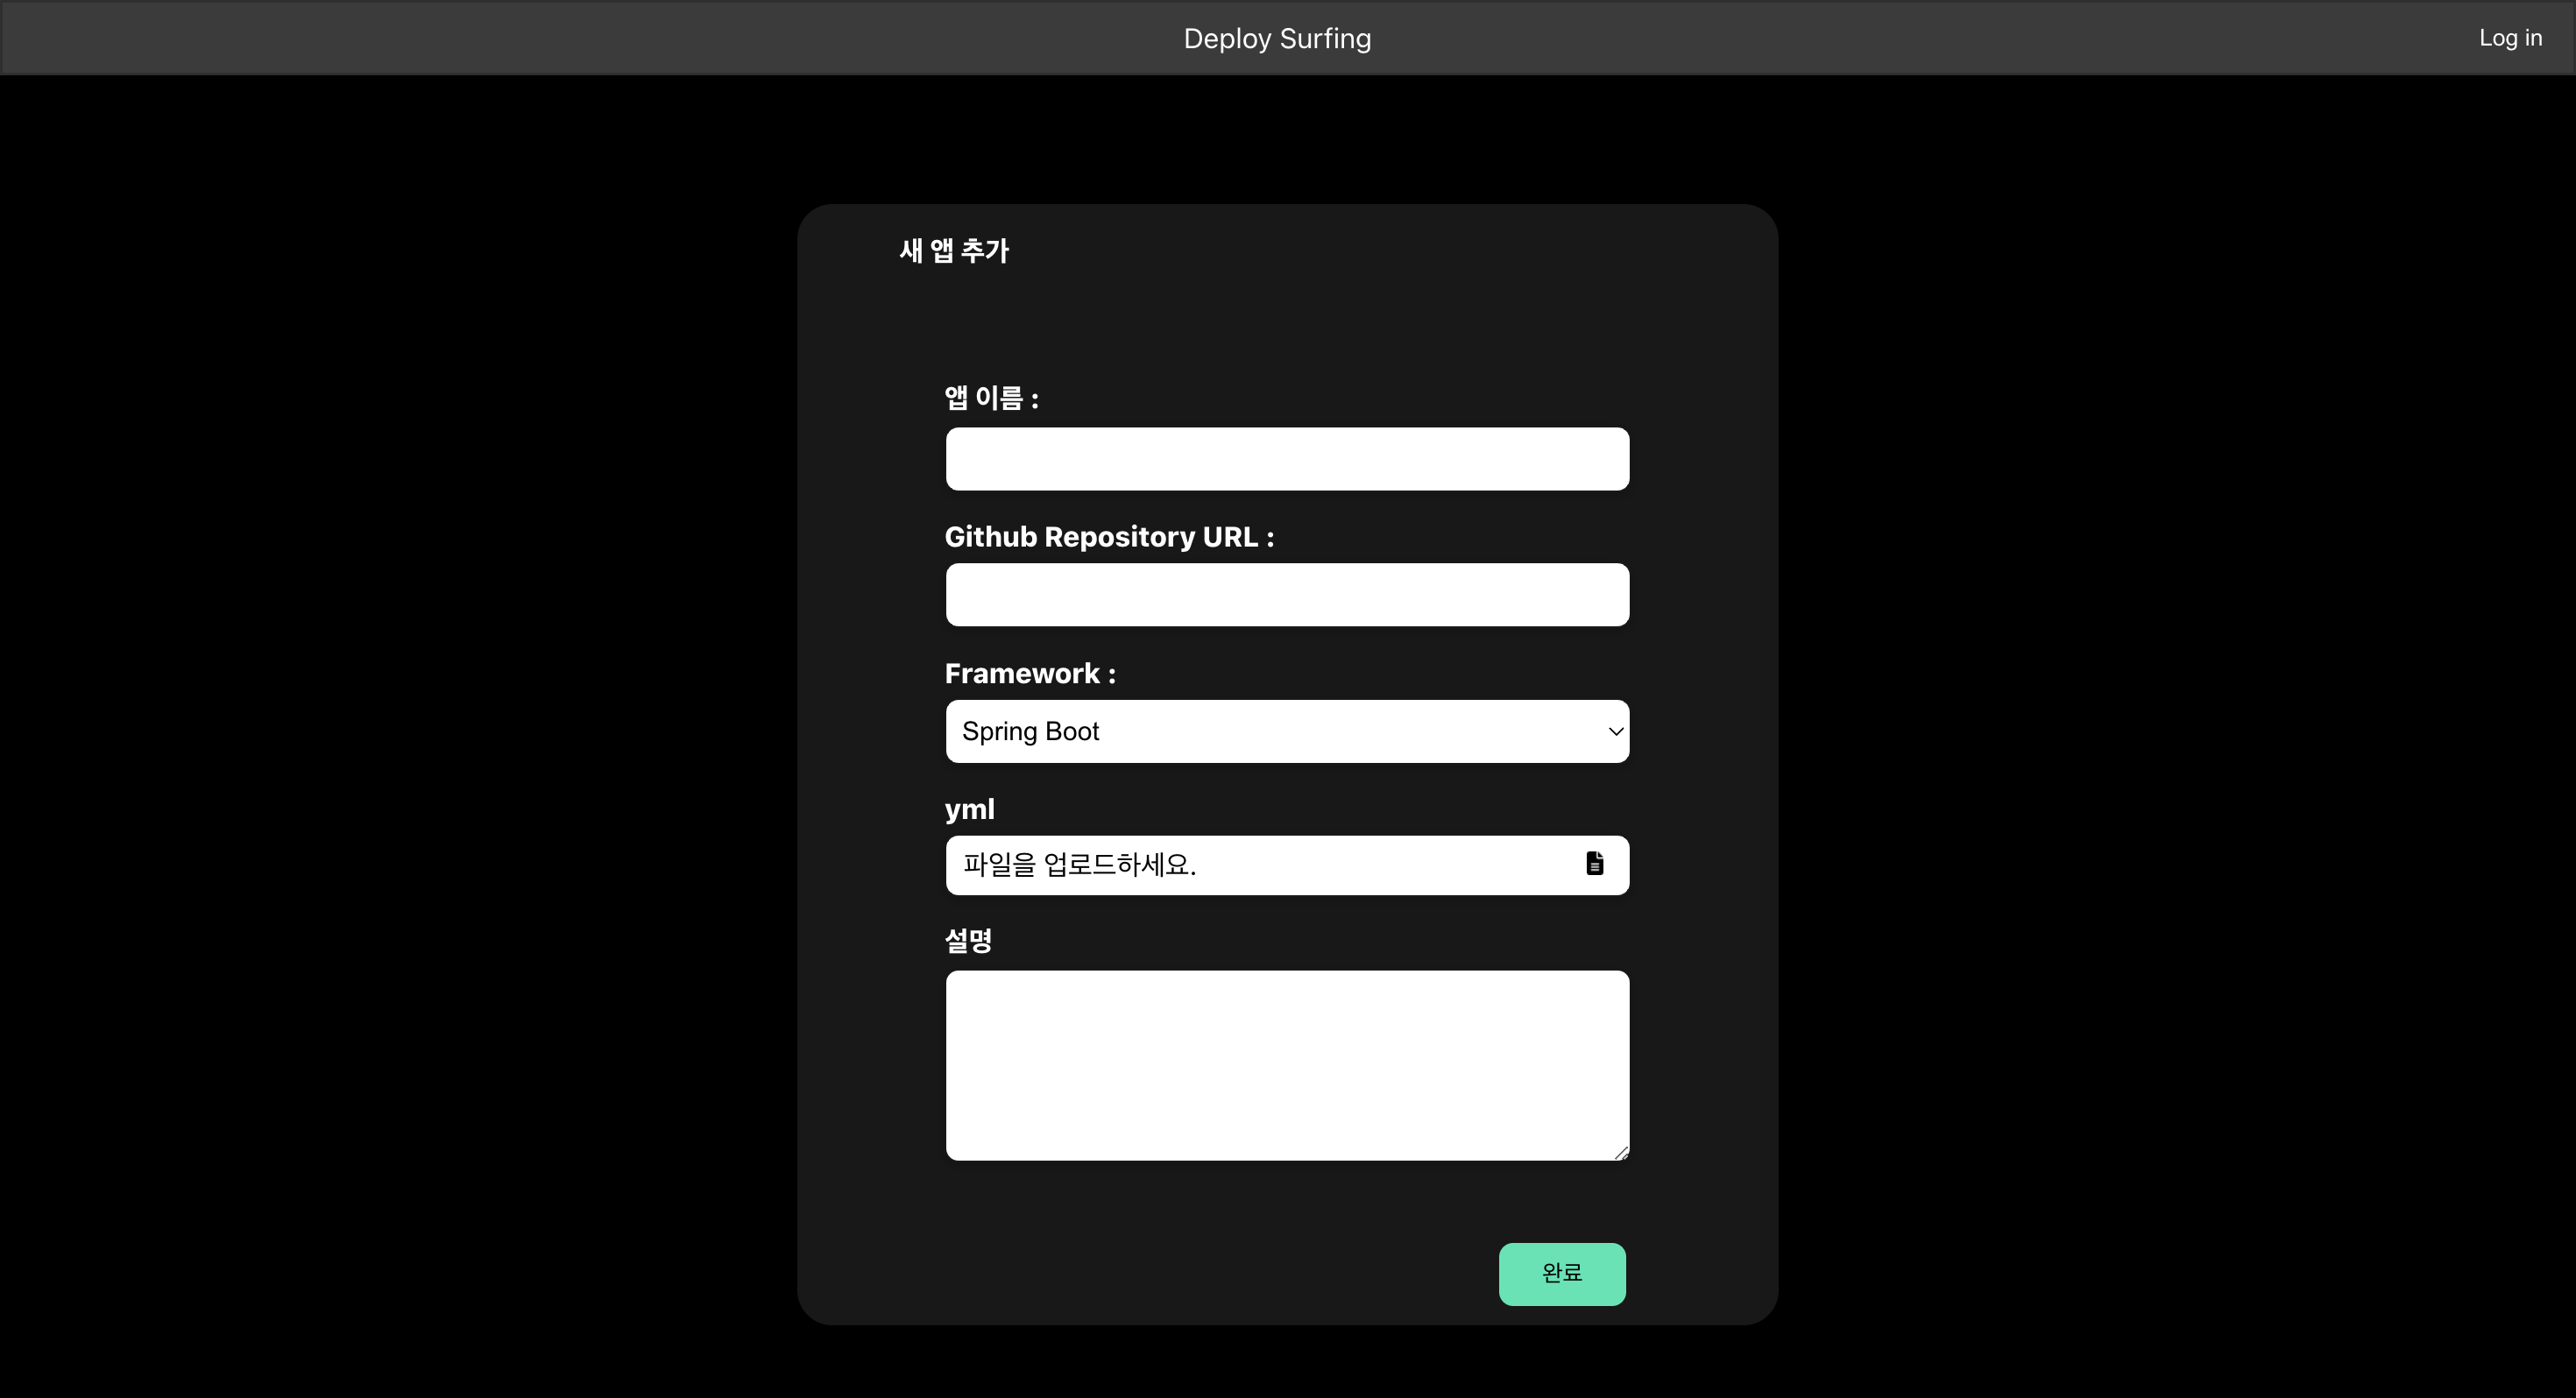 Deploy Surfing
Log in
새 앱 추가
앱 이름 :
Github Repository URL :
Framework :
Spring Boot
yml
파일을 업로드하세요.
설명
완료